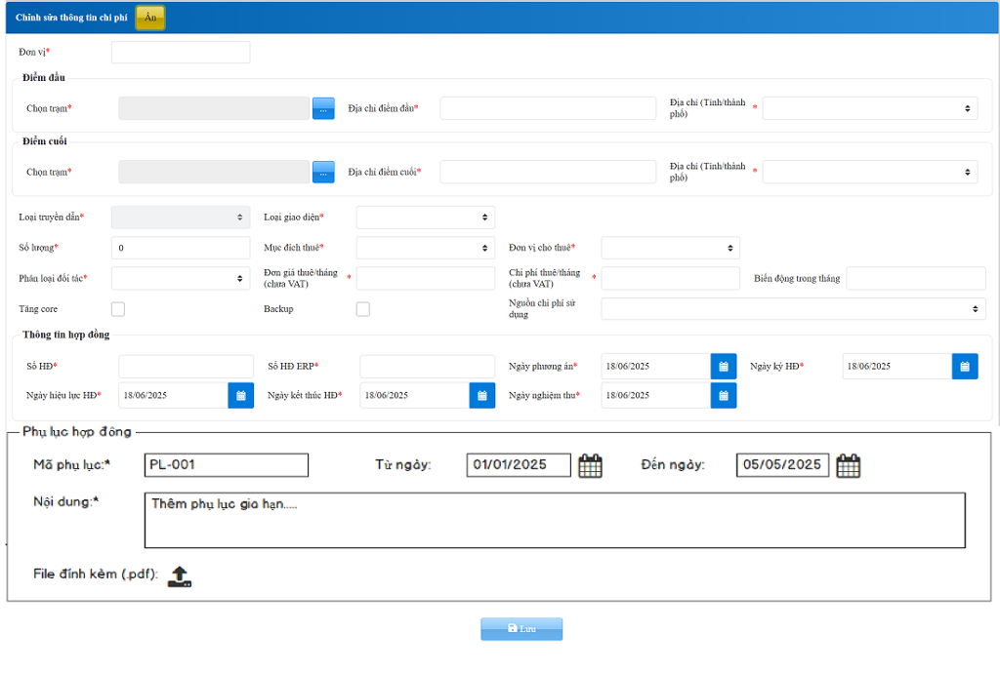 Chỉnh sửa thông tin chi phí Ẩn
Đơn vị*
Điểm đầu
Chọn trạm* ... Địa chỉ điểm đầu* Địa chỉ (Tỉnh/thành phố) *
Điểm cuối
Chọn trạm* ... Địa chỉ điểm cuối* Địa chỉ (Tỉnh/thành phố) *
Loại truyền dẫn* Loại giao diện*
Số lượng* 0 Mục đích thuê* Đơn vị cho thuê*
Phân loại đối tác* Đơn giá thuê/tháng (chưa VAT) * Chi phí thuê/tháng (chưa VAT) * Biến động trong tháng
Tăng core Backup Nguồn chi phí sử dụng
Thông tin hợp đồng
Số HĐ* Số HĐ ERP* Ngày phương án* 18/06/2025 Ngày ký HĐ* 18/06/2025
Ngày hiệu lực HĐ* 18/06/2025 Ngày kết thúc HĐ* 18/06/2025 Ngày nghiệm thu* 18/06/2025
Phụ lục hợp đồng
Mã phụ lục:* PL-001 Từ ngày: 01/01/2025 Đến ngày: 05/05/2025
Nội dung:* Thêm phụ lục gia hạn.....
File đính kèm (.pdf):
Lưu